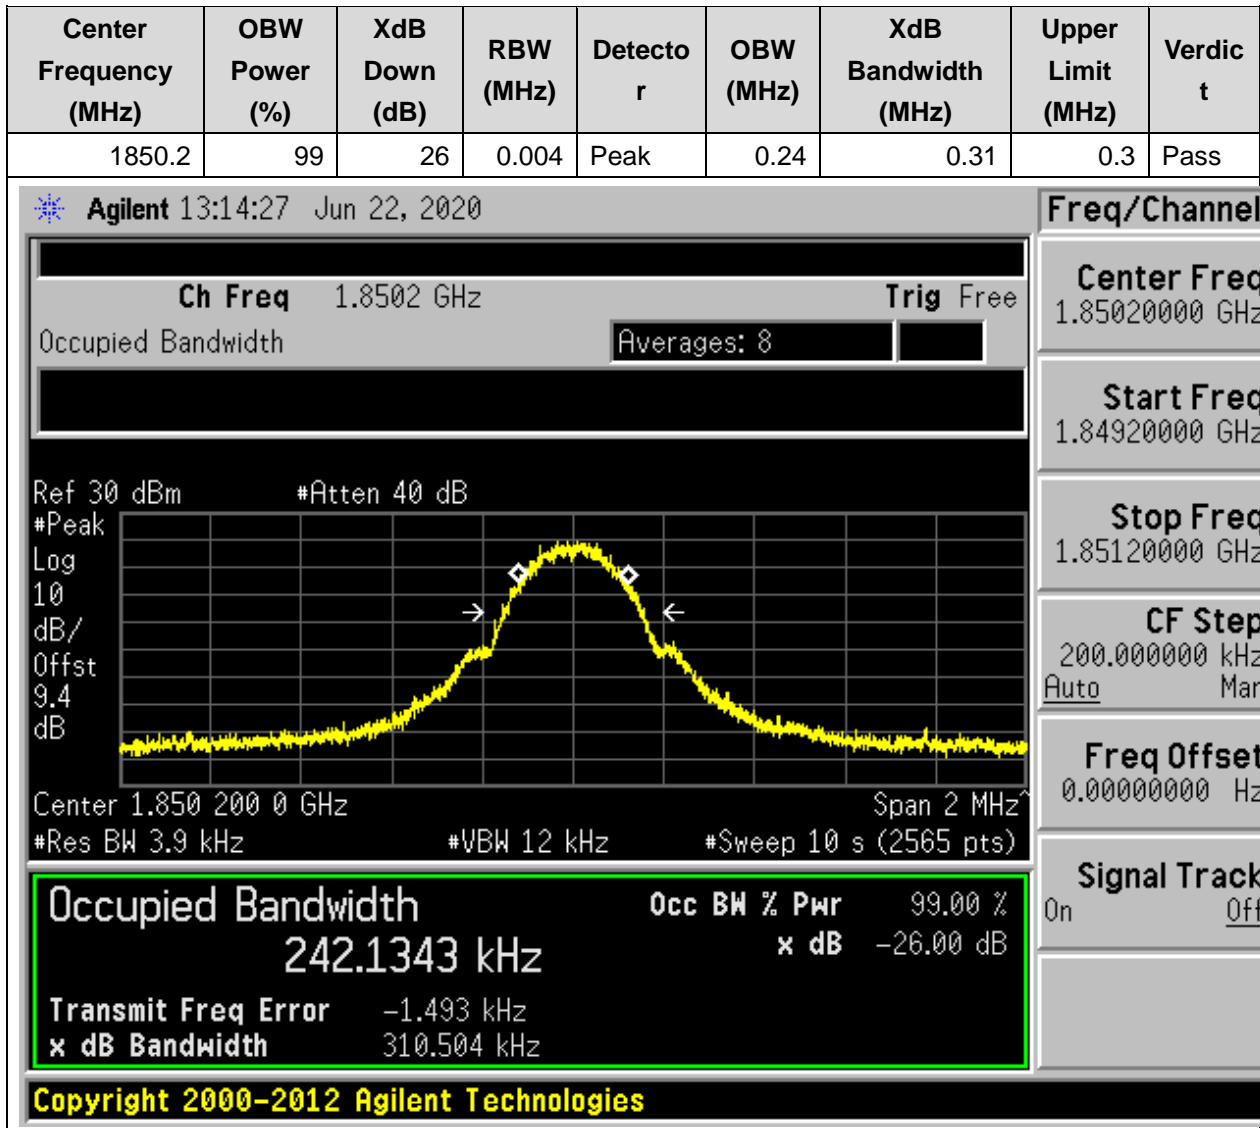 Center Frequency (MHz) OBW Power (%) XdB Down (dB) RBW (MHz) Detecto r OBW (MHz) XdB Bandwidth (MHz) Upper Limit (MHz) Verdic t
1850.2 99 26 0.004 Peak 0.24 0.31 0.3 Pass
Agilent 13:14:27 Jun 22, 2020
Freq/Channel
Ch Freq 1.8502 GHz Trig Free
Occupied Bandwidth Averages: 8
Center Freq
1.85020000 GHz
Start Freq
1.84920000 GHz
Stop Freq
1.85120000 GHz
CF Step
200.000000 kHz
Auto Man
Freq Offset
0.00000000 Hz
Signal Track
On Off
Ref 30 dBm #Atten 40 dB
#Peak
Log
10
dB/
Offst
9.4
dB
Center 1.850 200 0 GHz Span 2 MHz^
#Res BW 3.9 kHz #VBW 12 kHz #Sweep 10 s (2565 pts)
Occupied Bandwidth Occ BW % Pwr 99.00 %
242.1343 kHz x dB -26.00 dB
Transmit Freq Error -1.493 kHz
x dB Bandwidth 310.504 kHz
Copyright 2000-2012 Agilent Technologies